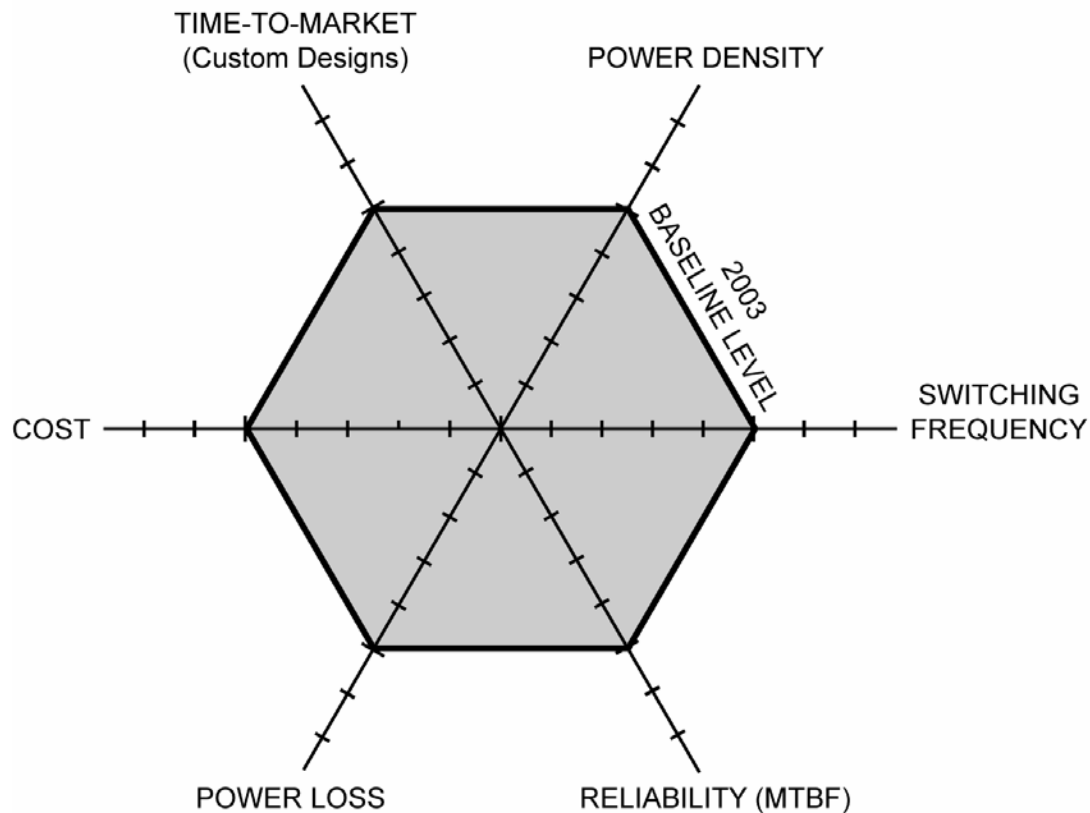 TIME-TO-MARKET
(Custom Designs)
POWER DENSITY
2003
BASELINE LEVEL
COST
SWITCHING
FREQUENCY
POWER LOSS
RELIABILITY (MTBF)